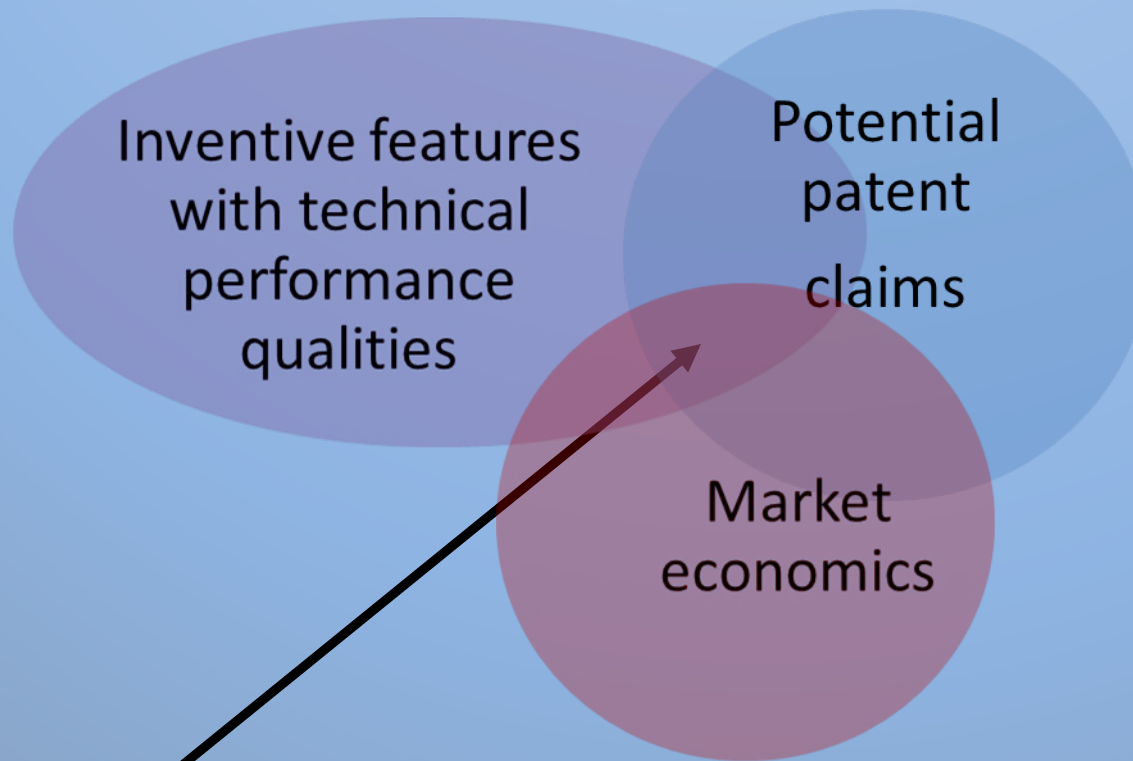 Inventive features
with technical
performance
qualities
Potential
patent
claims
Market
economics